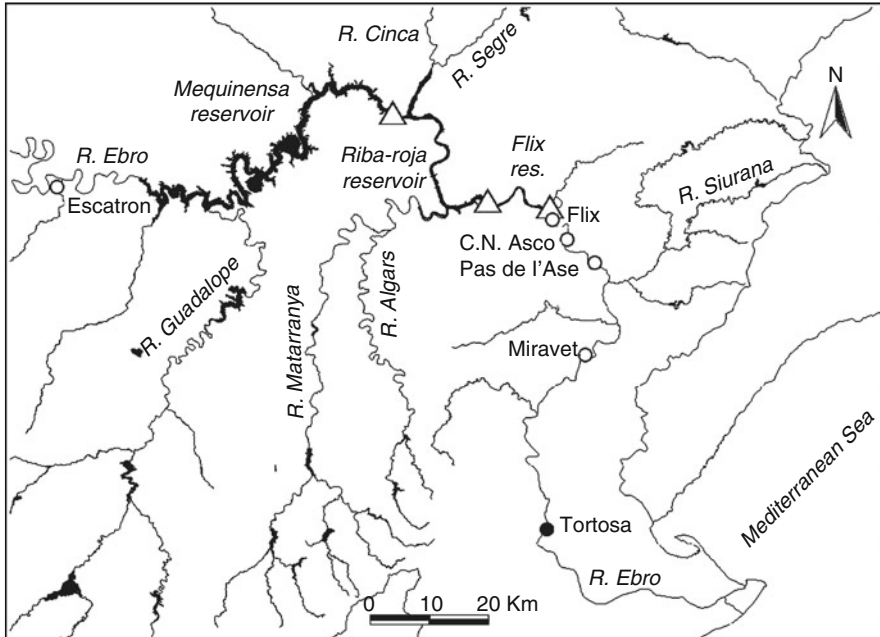 R. Cinca
R. Segre
N
Mequinensa
reservoir
R. Ebro
Riba-roja
reservoir
Flix
res.
R. Siurana
Escatron
Flix
C.N. Asco
Pas de l'Ase
R. Guadalope
R. Matarranya
R. Algars
Miravet
Mediterranean Sea
Tortosa
R. Ebro
0 10 20 Km